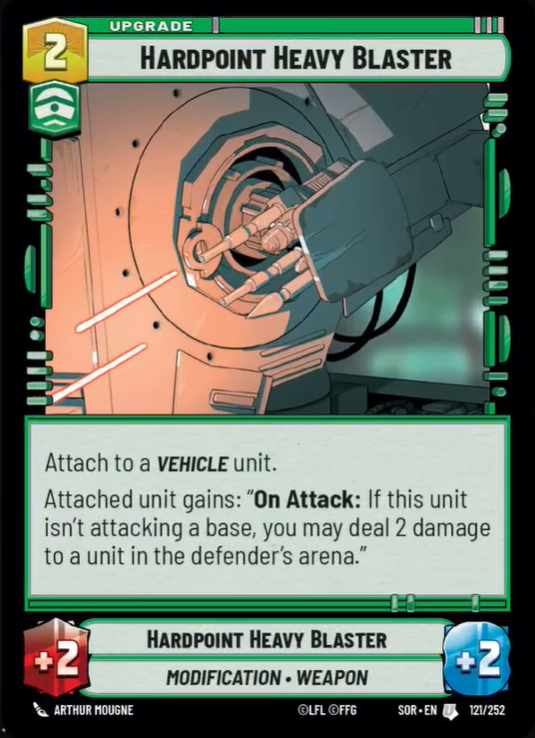 2
UPGRADE
HARDPOINT HEAVY BLASTER
Attach to a VEHICLE unit.
Attached unit gains: “On Attack: If this unit
isn’t attacking a base, you may deal 2 damage
to a unit in the defender’s arena.”
+2
HARDPOINT HEAVY BLASTER
MODIFICATION • WEAPON
+2
ARTHUR MOUGNE
©LFL ©FFG
SOR • EN
121/252